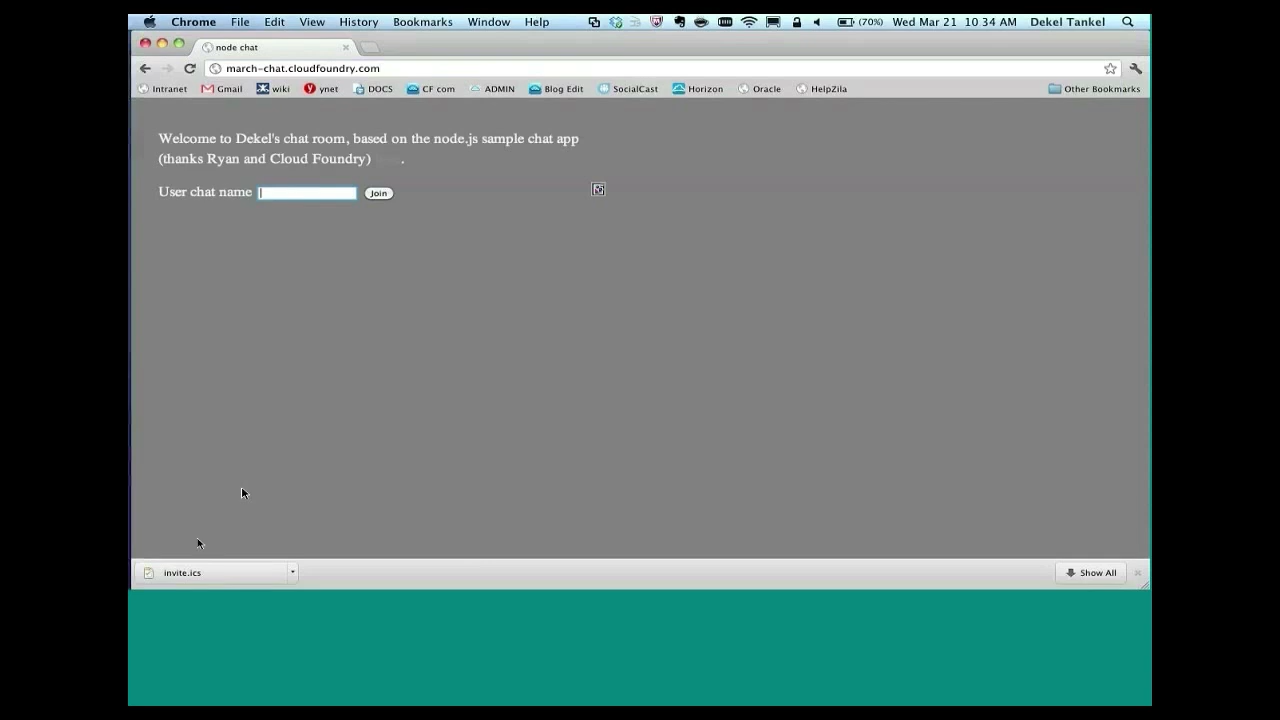 Chrome File Edit View History Bookmarks Window Help (70%) Wed Mar 21 10:34 AM Dekel Tankel
node chat
march-chat.cloudfoundry.com
Intranet Gmail wiki ynet DOCS CF com ADMIN Blog Edit SocialCast Horizon Oracle HelpZila Other Bookmarks
Welcome to Dekel's chat room, based on the node.js sample chat app
(thanks Ryan and Cloud Foundry) .
User chat name Join
invite.ics Show All